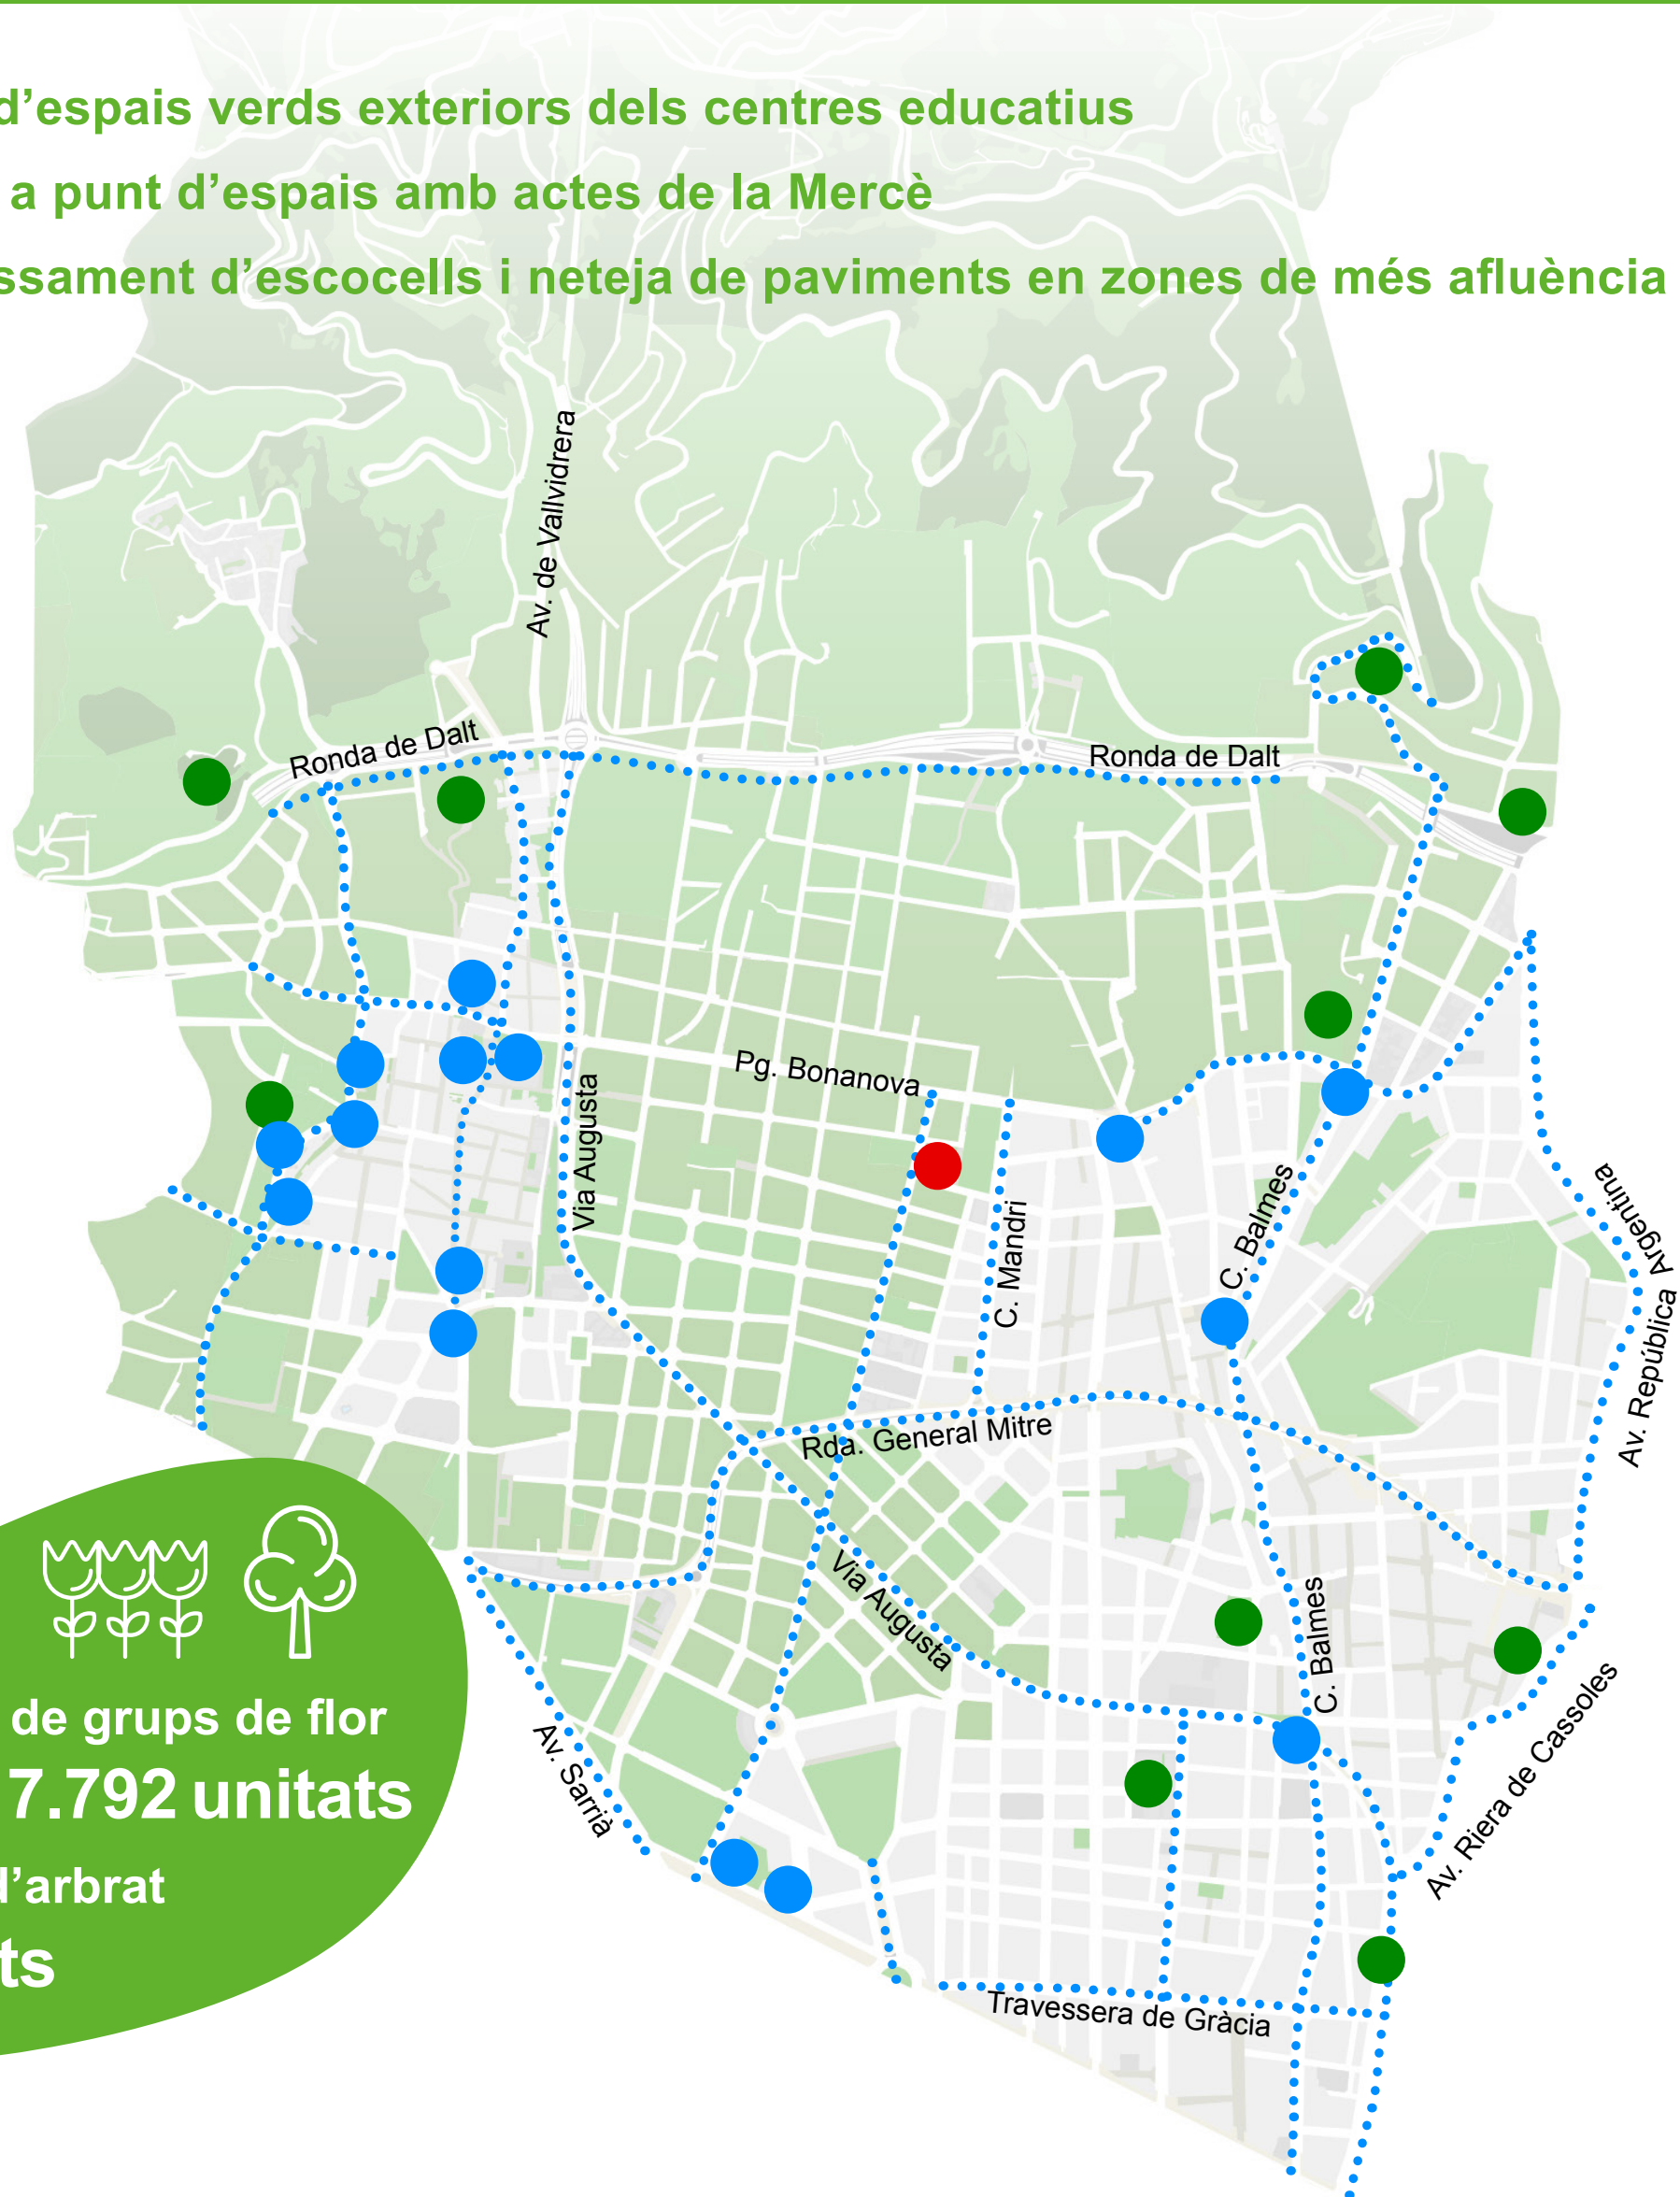 d’espais verds exteriors dels centres educatius
a punt d’espais amb actes de la Mercè
ssament d’escocells i neteja de paviments en zones de més afluència
Av. de Vallvidrera
Ronda de Dalt
Ronda de Dalt
Pg. Bonanova
Via Augusta
C. Mandri
C. Balmes
Av. República
Argentina
Rda. General Mitre
Via Augusta
C. Balmes
Av. Sarrià
Av. Riera de Cassoles
Travessera de Gràcia
de grups de flor
7.792 unitats
d’arbrat
ts